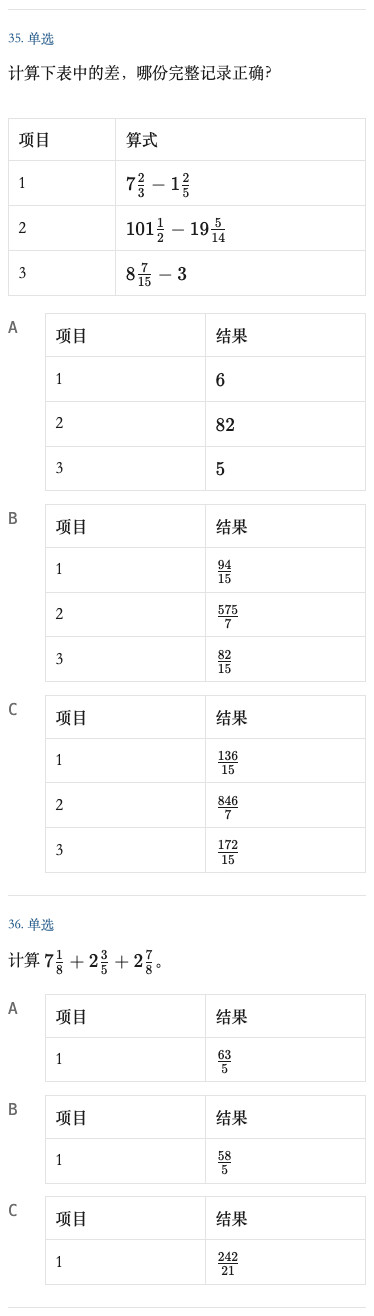 35. 单选
计算下表中的差，哪份完整记录正确?
项目 算式
1 7 2/3 − 1 2/5
2 101 1/2 − 19 5/14
3 8 7/15 − 3
A 项目 结果
1 6
2 82
3 5
B 项目 结果
1 94/15
2 575/7
3 82/15
C 项目 结果
1 136/15
2 846/7
3 172/15
36. 单选
计算 7 1/8 + 2 3/5 + 2 7/8。
A 项目 结果
1 63/5
B 项目 结果
1 58/5
C 项目 结果
1 242/21